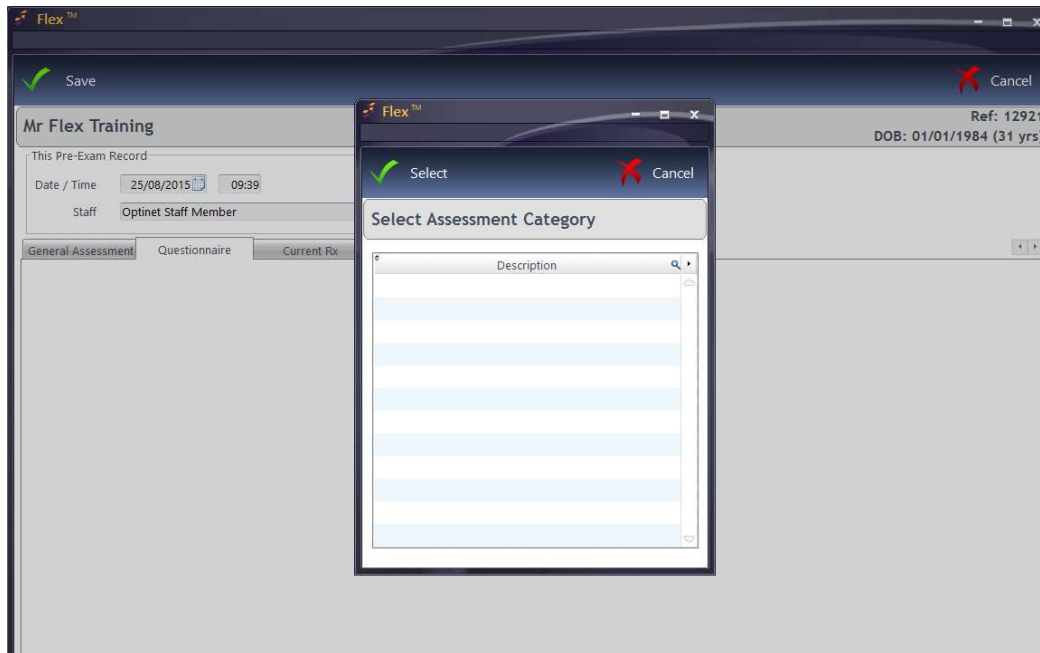 Flex™
Save
Cancel
Mr Flex Training
Ref: 12921
DOB: 01/01/1984 (31 yrs)
This Pre-Exam Record
Date / Time 25/08/2015 09:39
Staff Optinet Staff Member
General Assessment Questionnaire Current Rx
Flex™
Select Cancel
Select Assessment Category
Description